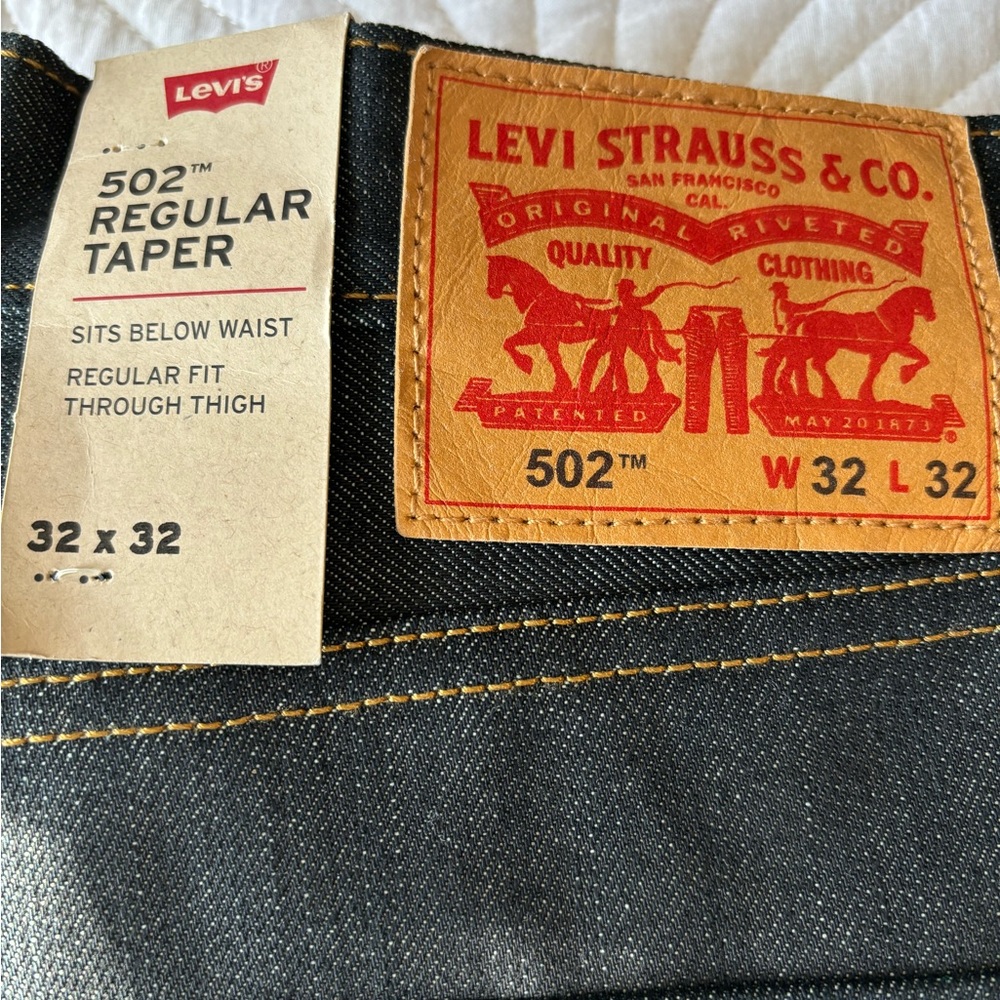 LEVI'S®
502™
REGULAR
TAPER
SITS BELOW WAIST
REGULAR FIT
THROUGH THIGH
32 x 32
LEVI STRAUSS & CO.
SAN FRANCISCO
CAL.
ORIGINAL RIVETED
QUALITY CLOTHING
PATENTED MAY 20 1873 ®
502™ W 32 L 32